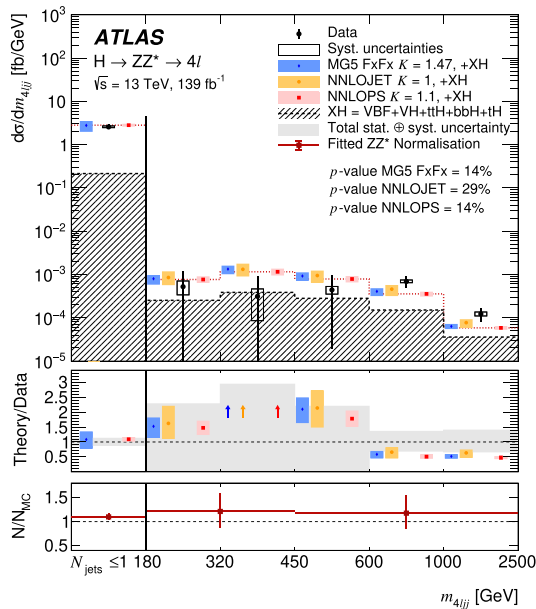 ATLAS
H → ZZ* → 4l
√s = 13 TeV, 139 fb⁻¹
Data
Syst. uncertainties
MG5 FxFx K = 1.47, +XH
NNLOJET K = 1, +XH
NNLOPS K = 1.1, +XH
XH = VBF+VH+ttH+bbH+tH
Total stat. ⊕ syst. uncertainty
Fitted ZZ* Normalisation
p-value MG5 FxFx = 14%
p-value NNLOJET = 29%
p-value NNLOPS = 14%
dσ/dm₄ₗⱼⱼ [fb/GeV]
10³
10²
10
1
10⁻¹
10⁻²
10⁻³
10⁻⁴
10⁻⁵
Theory/Data
3
2.5
2
1.5
1
0.5
N/N_MC
1.5
1
0.5
N_jets ≤1 180 320 450 600 1000 2500
m₄ₗⱼⱼ [GeV]